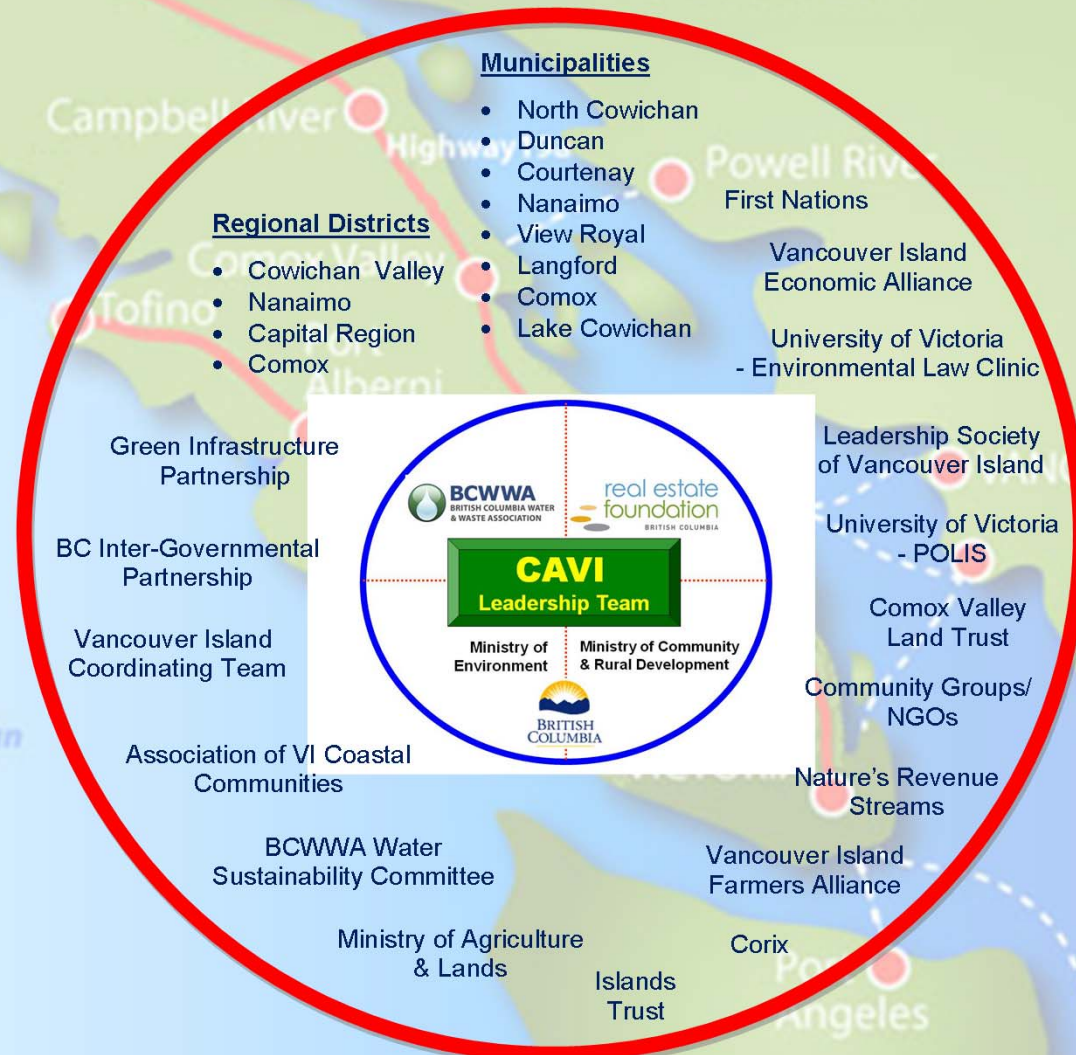 Municipalities
• North Cowichan
• Duncan
• Courtenay
• Nanaimo
• View Royal
• Langford
• Comox
• Lake Cowichan
Regional Districts
• Cowichan Valley
• Nanaimo
• Capital Region
• Comox
First Nations
Vancouver Island
Economic Alliance
University of Victoria
- Environmental Law Clinic
Leadership Society
of Vancouver Island
University of Victoria
- POLIS
Comox Valley
Land Trust
Community Groups/
NGOs
Nature's Revenue
Streams
Vancouver Island
Farmers Alliance
Corix
Islands
Trust
Ministry of Agriculture
& Lands
BCWWA Water
Sustainability Committee
Association of VI Coastal
Communities
Vancouver Island
Coordinating Team
BC Inter-Governmental
Partnership
Green Infrastructure
Partnership
BCWWA
BRITISH COLUMBIA WATER
& WASTE ASSOCIATION
real estate
foundation
BRITISH COLUMBIA
CAVI
Leadership Team
Ministry of
Environment
Ministry of Community
& Rural Development
BRITISH
COLUMBIA
Campbell River
Highway
Powell River
Comox Valley
Tofino
Alberni
Angeles